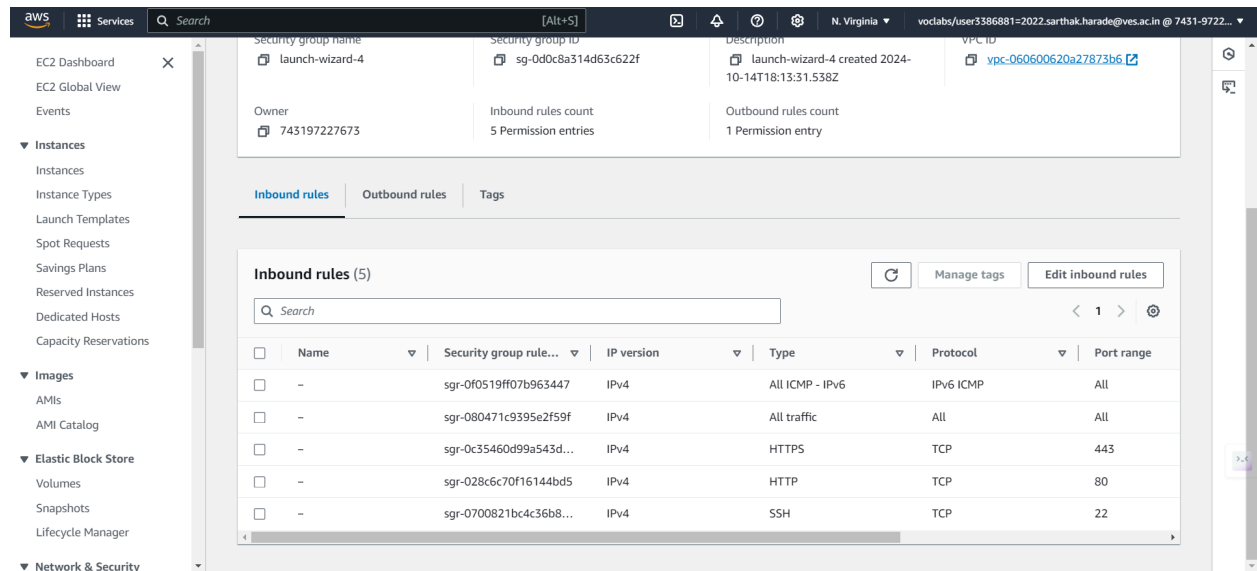 aws Services Search [Alt+S] N. Virginia ▼ voclabs/user3386881=2022.sarthak.harade@ves.ac.in @ 7431-9722... ▼
EC2 Dashboard
EC2 Global View
Events
▼ Instances
Instances
Instance Types
Launch Templates
Spot Requests
Savings Plans
Reserved Instances
Dedicated Hosts
Capacity Reservations
▼ Images
AMIs
AMI Catalog
▼ Elastic Block Store
Volumes
Snapshots
Lifecycle Manager
▼ Network & Security
Security group name
launch-wizard-4
Security group ID
sg-0d0c8a314d63c622f
Description
launch-wizard-4 created 2024-
10-14T18:13:31.538Z
VPC ID
vpc-060600620a27873b6
Owner
743197227673
Inbound rules count
5 Permission entries
Outbound rules count
1 Permission entry
Inbound rules Outbound rules Tags
Inbound rules (5) Manage tags Edit inbound rules
Search 1
Name Security group rule... IP version Type Protocol Port range
– sgr-0f0519ff07b963447 IPv4 All ICMP - IPv6 IPv6 ICMP All
– sgr-080471c9395e2f59f IPv4 All traffic All All
– sgr-0c35460d99a543d... IPv4 HTTPS TCP 443
– sgr-028c6c70f16144bd5 IPv4 HTTP TCP 80
– sgr-0700821bc4c36b8... IPv4 SSH TCP 22